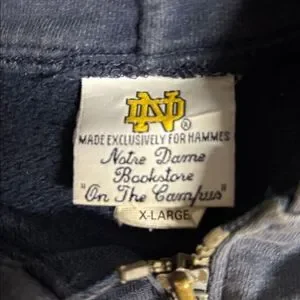 ND ®
MADE EXCLUSIVELY FOR HAMMES
Notre Dame
Bookstore
"On The Campus"
X-LARGE